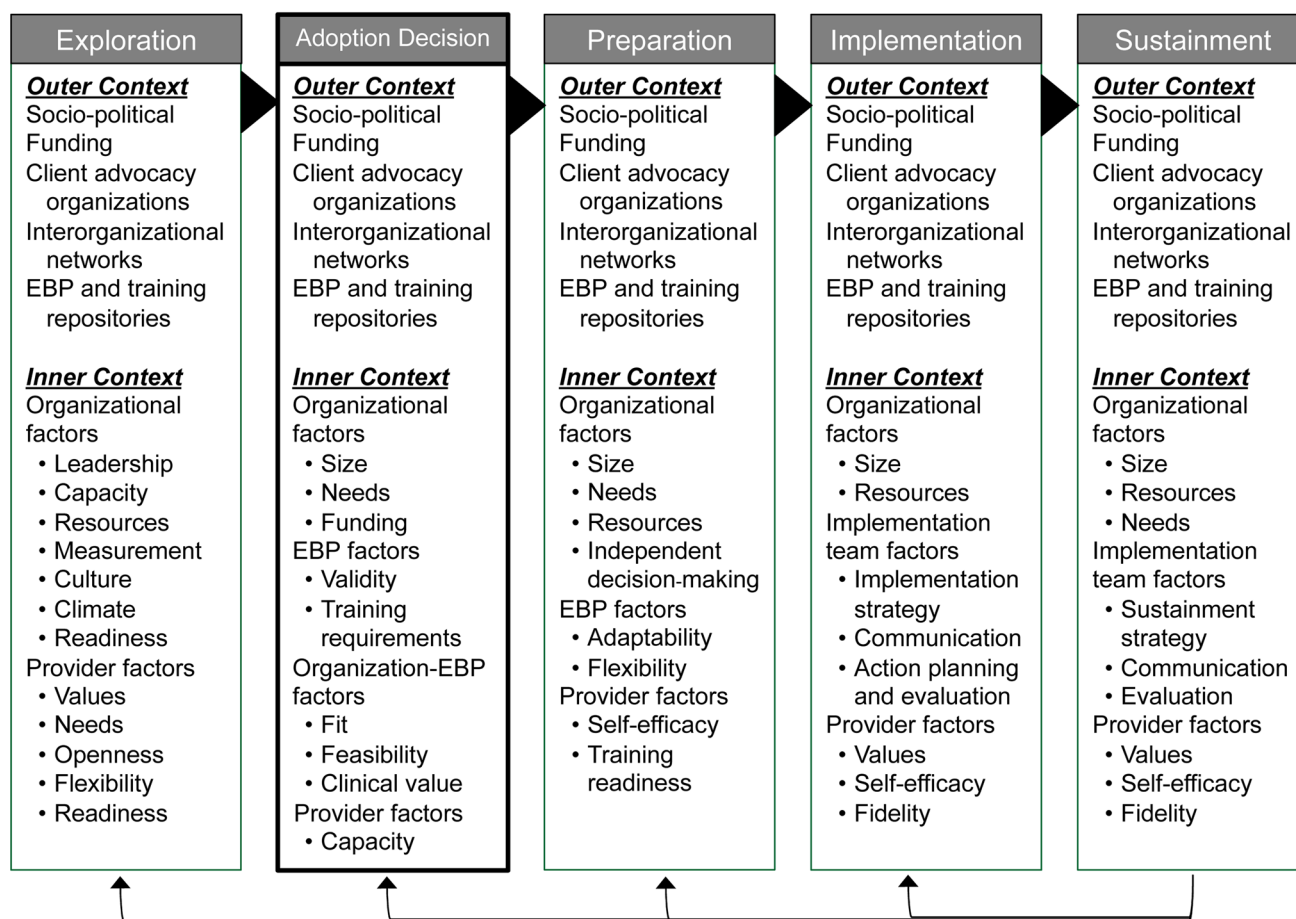 Exploration
Outer Context
Socio-political
Funding
Client advocacy
organizations
Interorganizational
networks
EBP and training
repositories
Inner Context
Organizational
factors
• Leadership
• Capacity
• Resources
• Measurement
• Culture
• Climate
• Readiness
Provider factors
• Values
• Needs
• Openness
• Flexibility
• Readiness
Adoption Decision
Outer Context
Socio-political
Funding
Client advocacy
organizations
Interorganizational
networks
EBP and training
repositories
Inner Context
Organizational
factors
• Size
• Needs
• Funding
EBP factors
• Validity
• Training
requirements
Organization-EBP
factors
• Fit
• Feasibility
• Clinical value
Provider factors
• Capacity
Preparation
Outer Context
Socio-political
Funding
Client advocacy
organizations
Interorganizational
networks
EBP and training
repositories
Inner Context
Organizational
factors
• Size
• Needs
• Resources
• Independent
decision-making
EBP factors
• Adaptability
• Flexibility
Provider factors
• Self-efficacy
• Training
readiness
Implementation
Outer Context
Socio-political
Funding
Client advocacy
organizations
Interorganizational
networks
EBP and training
repositories
Inner Context
Organizational
factors
• Size
• Resources
Implementation
team factors
• Implementation
strategy
• Communication
• Action planning
and evaluation
Provider factors
• Values
• Self-efficacy
• Fidelity
Sustainment
Outer Context
Socio-political
Funding
Client advocacy
organizations
Interorganizational
networks
EBP and training
repositories
Inner Context
Organizational
factors
• Size
• Resources
• Needs
Implementation
team factors
• Sustainment
strategy
• Communication
• Evaluation
Provider factors
• Values
• Self-efficacy
• Fidelity